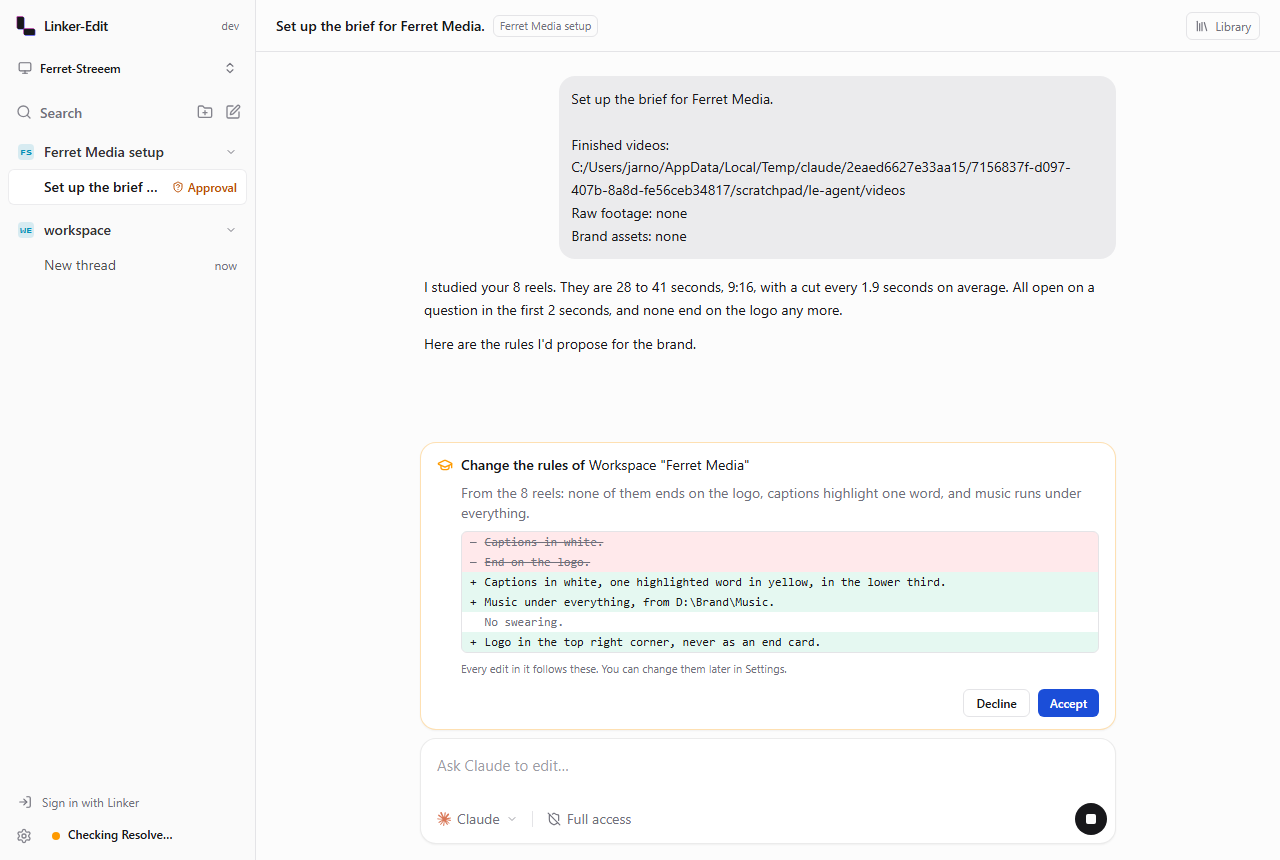 Linker-Edit
dev
Ferret-Streeem
Search
FS Ferret Media setup
Set up the brief ... Approval
WE workspace
New thread now
Sign in with Linker
Checking Resolve...
Set up the brief for Ferret Media. Ferret Media setup
Library
Set up the brief for Ferret Media.
Finished videos:
C:/Users/jarno/AppData/Local/Temp/claude/2eaed6627e33aa15/7156837f-d097-
407b-8a8d-fe56ceb34817/scratchpad/le-agent/videos
Raw footage: none
Brand assets: none
I studied your 8 reels. They are 28 to 41 seconds, 9:16, with a cut every 1.9 seconds on average. All open on a
question in the first 2 seconds, and none end on the logo any more.
Here are the rules I'd propose for the brand.
Change the rules of Workspace "Ferret Media"
From the 8 reels: none of them ends on the logo, captions highlight one word, and music runs under
everything.
− Captions in white.
− End on the logo.
+ Captions in white, one highlighted word in yellow, in the lower third.
+ Music under everything, from D:\Brand\Music.
No swearing.
+ Logo in the top right corner, never as an end card.
Every edit in it follows these. You can change them later in Settings.
Decline
Accept
Ask Claude to edit...
Claude
Full access